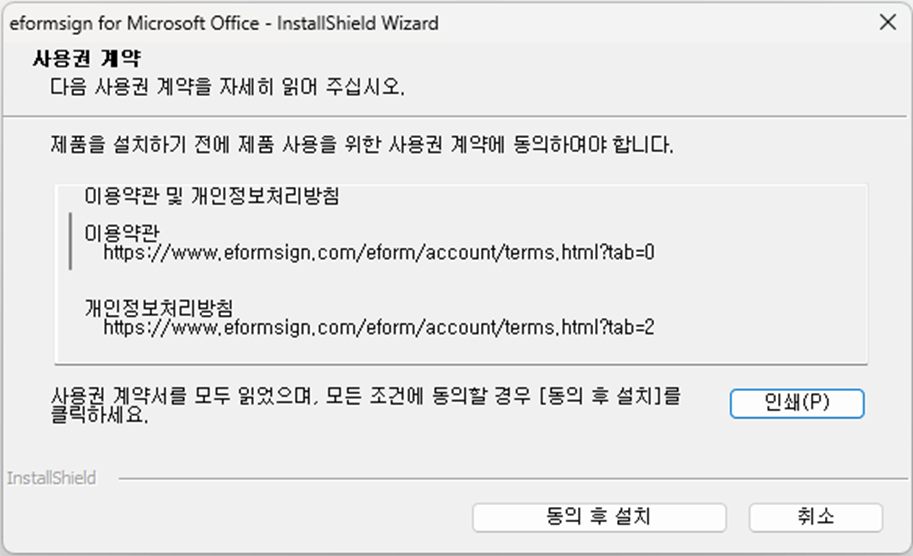 eformsign for Microsoft Office - InstallShield Wizard
사용권 계약
다음 사용권 계약을 자세히 읽어 주십시오.
제품을 설치하기 전에 제품 사용을 위한 사용권 계약에 동의하여야 합니다.
이용약관 및 개인정보처리방침
이용약관
https://www.eformsign.com/eform/account/terms.html?tab=0
개인정보처리방침
https://www.eformsign.com/eform/account/terms.html?tab=2
사용권 계약서를 모두 읽었으며, 모든 조건에 동의할 경우 [동의 후 설치]를
클릭하세요.
인쇄(P)
InstallShield
동의 후 설치
취소